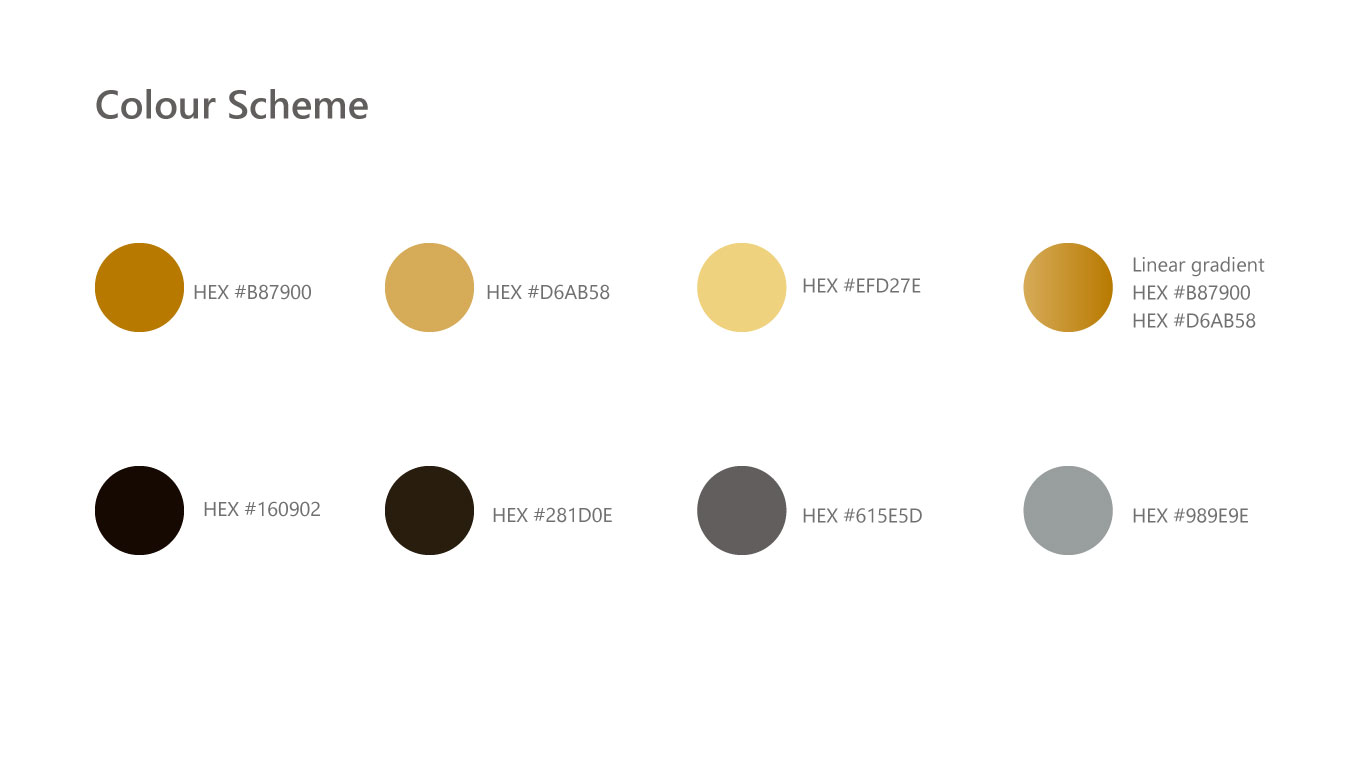 Colour Scheme
HEX #B87900
HEX #D6AB58
HEX #EFD27E
Linear gradient
HEX #B87900
HEX #D6AB58
HEX #160902
HEX #281D0E
HEX #615E5D
HEX #989E9E